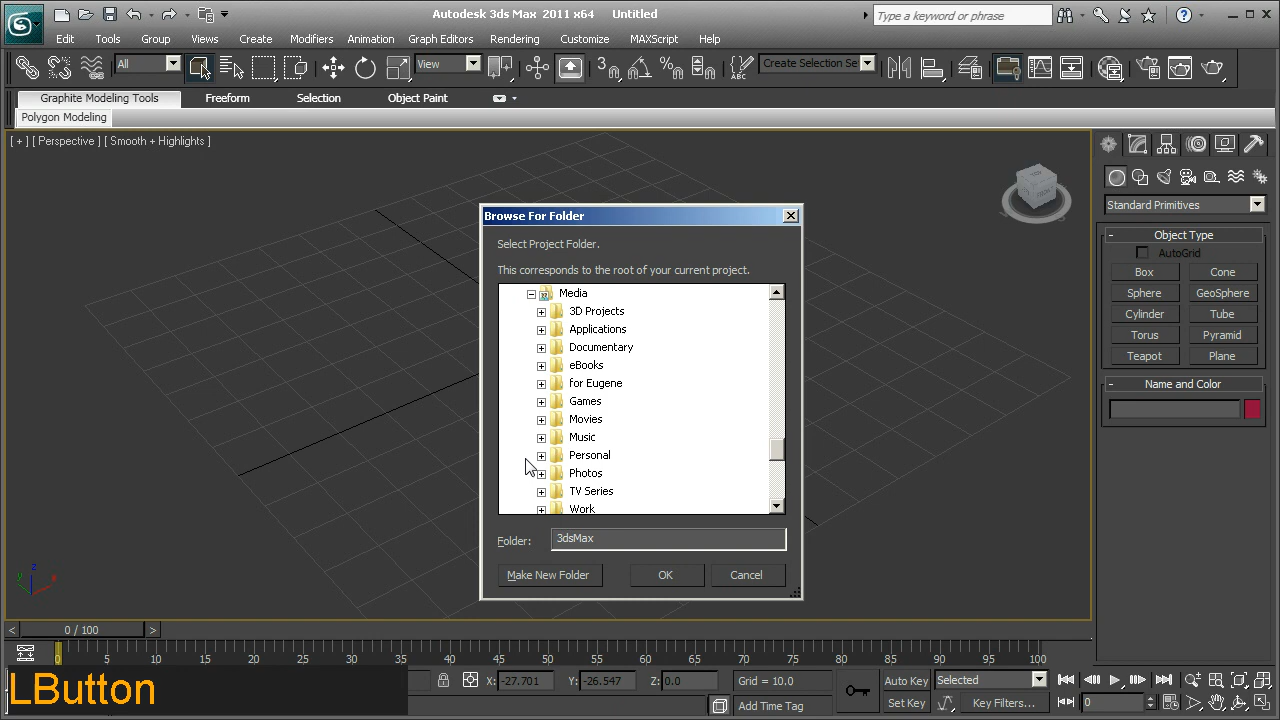 Autodesk 3ds Max 2011 x64 Untitled
Type a keyword or phrase
Edit Tools Group Views Create Modifiers Animation Graph Editors Rendering Customize MAXScript Help
All
View
3
Create Selection Se
Graphite Modeling Tools Freeform Selection Object Paint
Polygon Modeling
[ + ] [ Perspective ] [ Smooth + Highlights ]
Standard Primitives
- Object Type
AutoGrid
Box Cone
Sphere GeoSphere
Cylinder Tube
Torus Pyramid
Teapot Plane
- Name and Color
Browse For Folder
Select Project Folder.
This corresponds to the root of your current project.
Media
3D Projects
Applications
Documentary
eBooks
for Eugene
Games
Movies
Music
Personal
Photos
TV Series
Work
Folder: 3dsMax
Make New Folder OK Cancel
z
y x
< 0 / 100 >
0 5 10 15 20 25 30 35 40 45 50 55 60 65 70 75 80 85 90 95 100
LButton
X: -27.701 Y: -26.547 Z: 0.0 Grid = 10.0
Add Time Tag
Auto Key Selected
Set Key Key Filters...
0